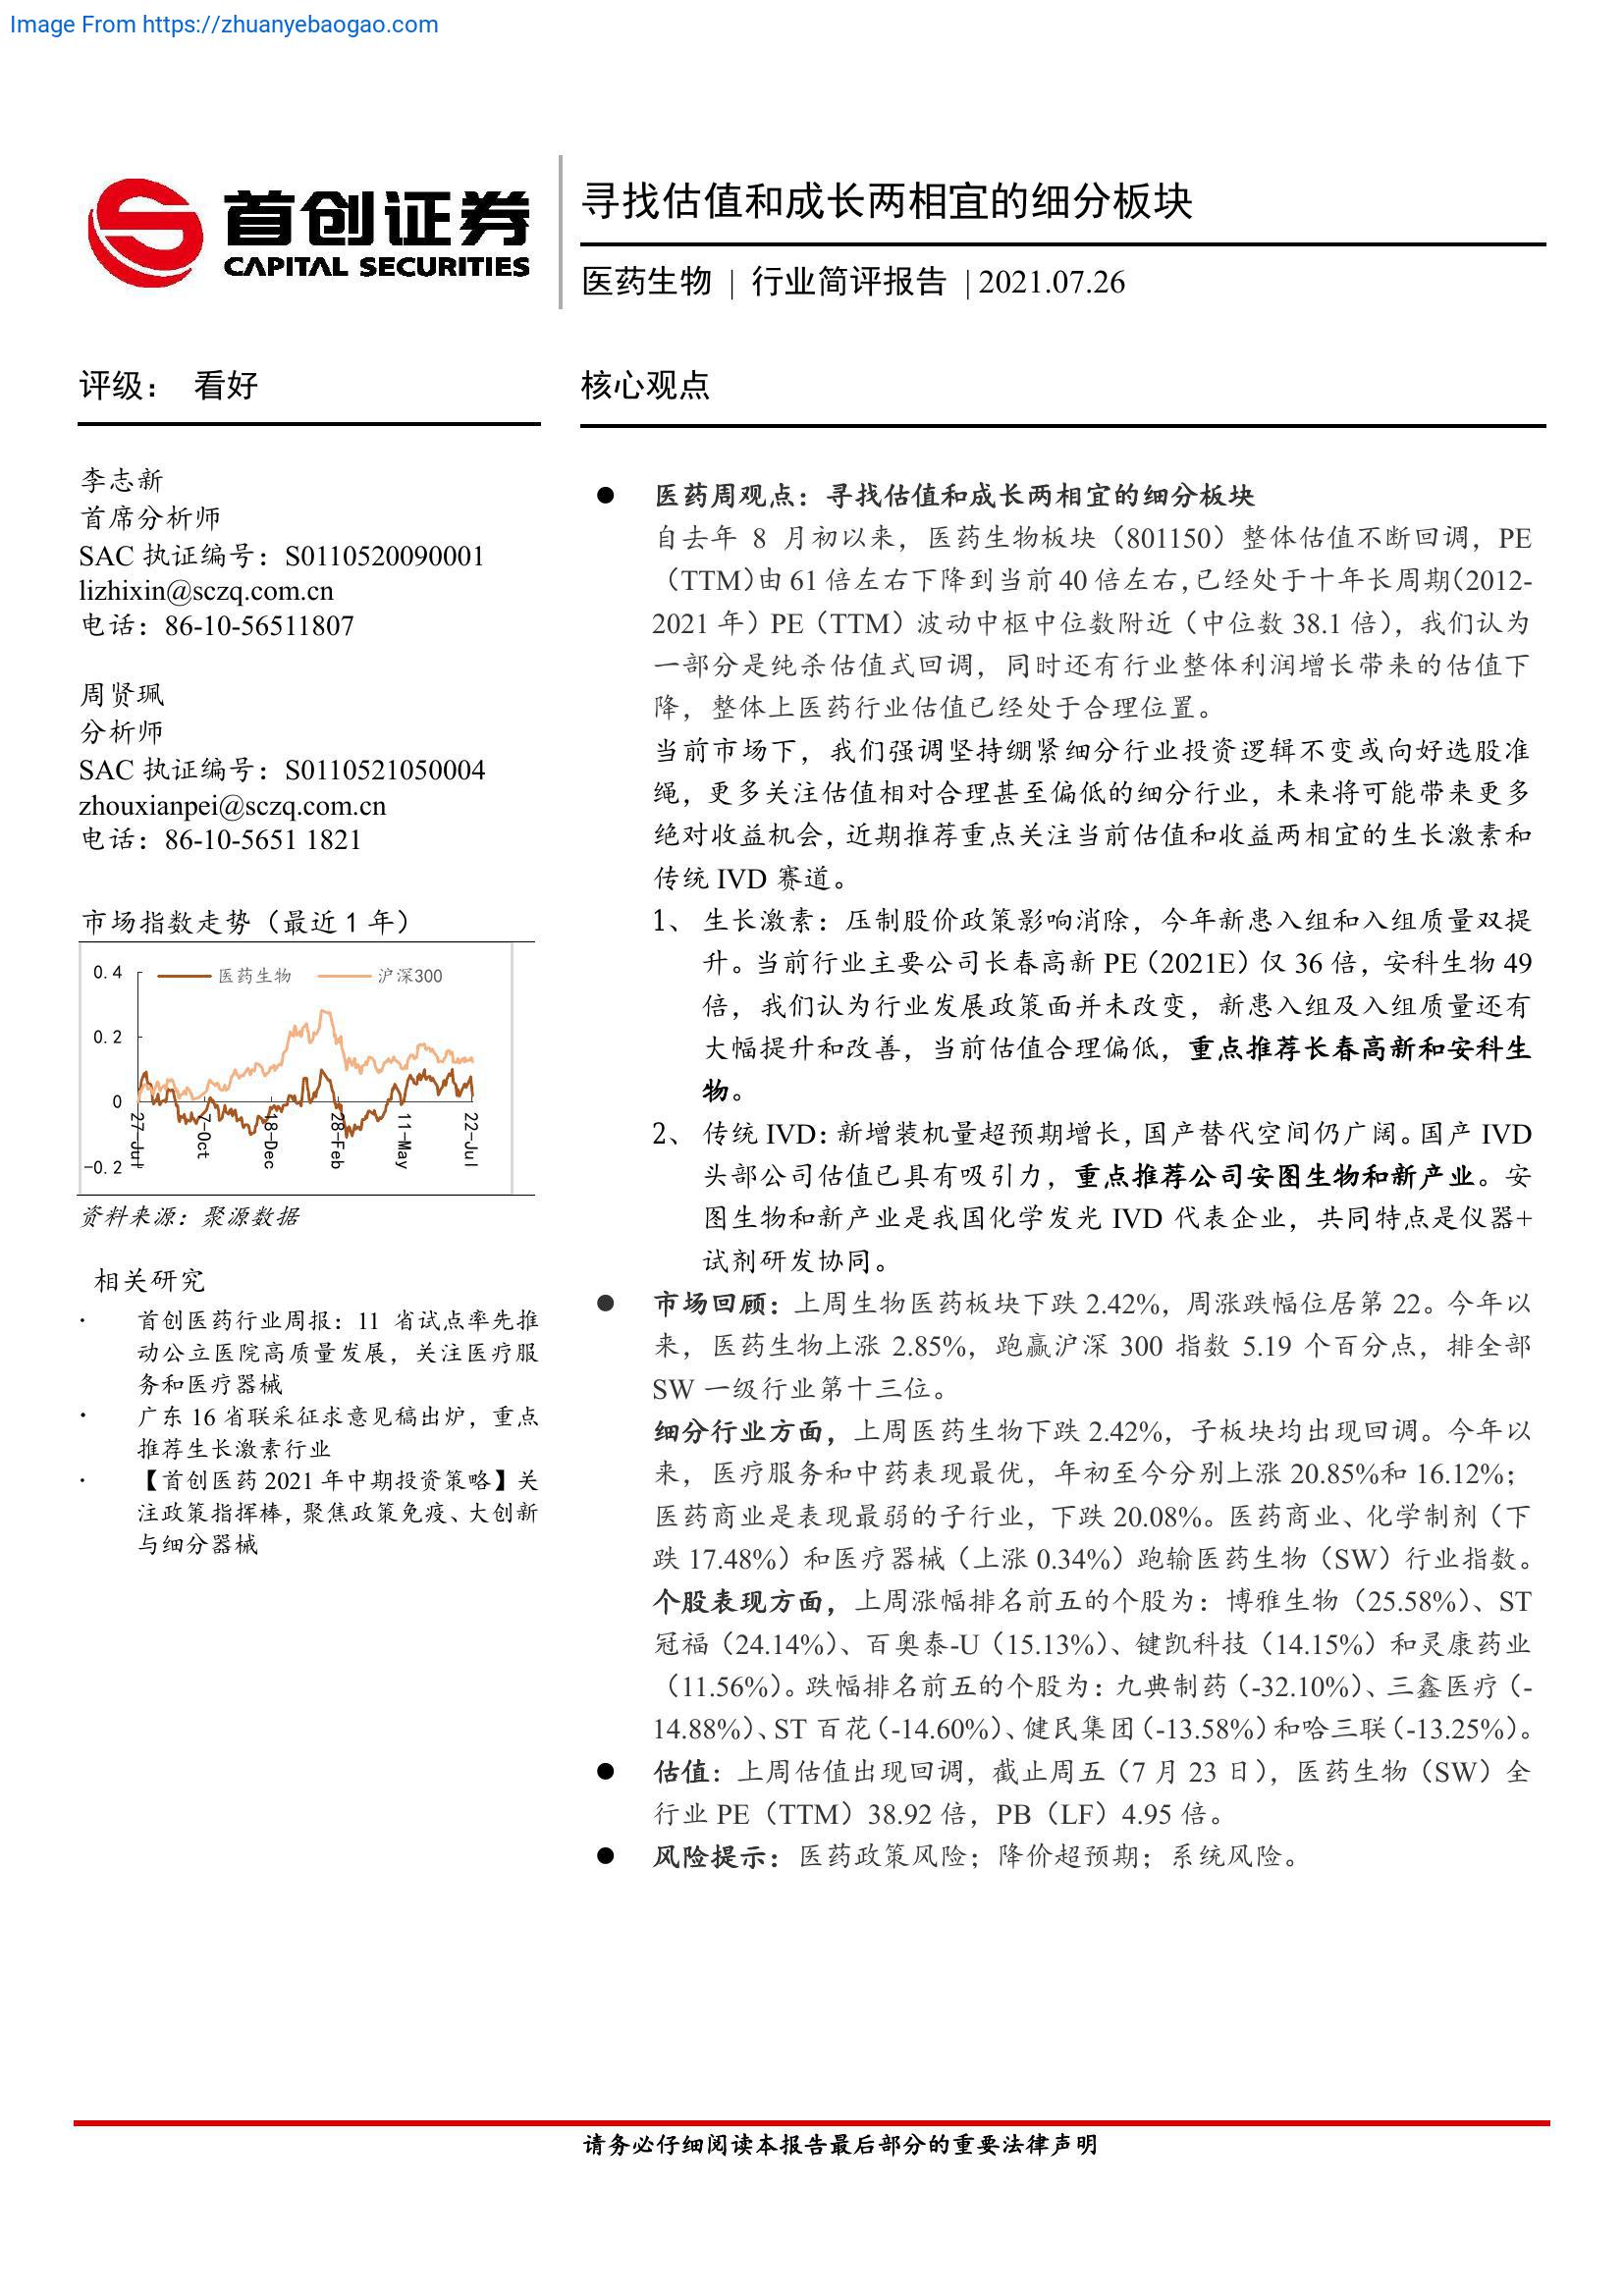 Image From https://zhuanyebaogao.com
首创证券
CAPITAL SECURITIES
寻找估值和成长两相宜的细分板块
医药生物 | 行业简评报告 | 2021.07.26
评级： 看好
李志新
首席分析师
SAC 执证编号：S0110520090001
lizhixin@sczq.com.cn
电话：86-10-56511807
周贤珮
分析师
SAC 执证编号：S0110521050004
zhouxianpei@sczq.com.cn
电话：86-10-5651 1821
市场指数走势（最近 1 年）
医药生物 沪深300
0.4
0.2
0
-0.2
27-Jul
7-Oct
18-Dec
28-Feb
11-May
22-Jul
资料来源：聚源数据
相关研究
· 首创医药行业周报：11 省试点率先推
动公立医院高质量发展，关注医疗服
务和医疗器械
· 广东 16 省联采征求意见稿出炉，重点
推荐生长激素行业
· 【首创医药 2021 年中期投资策略】关
注政策指挥棒，聚焦政策免疫、大创新
与细分器械
核心观点
● 医药周观点：寻找估值和成长两相宜的细分板块
自去年 8 月初以来，医药生物板块（801150）整体估值不断回调，PE
（TTM）由 61 倍左右下降到当前 40 倍左右，已经处于十年长周期（2012-
2021 年）PE（TTM）波动中枢中位数附近（中位数 38.1 倍），我们认为
一部分是纯杀估值式回调，同时还有行业整体利润增长带来的估值下
降，整体上医药行业估值已经处于合理位置。
当前市场下，我们强调坚持绷紧细分行业投资逻辑不变或向好选股准
绳，更多关注估值相对合理甚至偏低的细分行业，未来将可能带来更多
绝对收益机会，近期推荐重点关注当前估值和收益两相宜的生长激素和
传统 IVD 赛道。
1、 生长激素：压制股价政策影响消除，今年新患入组和入组质量双提
升。当前行业主要公司长春高新 PE（2021E）仅 36 倍，安科生物 49
倍，我们认为行业发展政策面并未改变，新患入组及入组质量还有
大幅提升和改善，当前估值合理偏低，重点推荐长春高新和安科生
物。
2、 传统 IVD：新增装机量超预期增长，国产替代空间仍广阔。国产 IVD
头部公司估值已具有吸引力，重点推荐公司安图生物和新产业。安
图生物和新产业是我国化学发光 IVD 代表企业，共同特点是仪器+
试剂研发协同。
● 市场回顾：上周生物医药板块下跌 2.42%，周涨跌幅位居第 22。今年以
来，医药生物上涨 2.85%，跑赢沪深 300 指数 5.19 个百分点，排全部
SW 一级行业第十三位。
细分行业方面，上周医药生物下跌 2.42%，子板块均出现回调。今年以
来，医疗服务和中药表现最优，年初至今分别上涨 20.85%和 16.12%；
医药商业是表现最弱的子行业，下跌 20.08%。医药商业、化学制剂（下
跌 17.48%）和医疗器械（上涨 0.34%）跑输医药生物（SW）行业指数。
个股表现方面，上周涨幅排名前五的个股为：博雅生物（25.58%）、ST
冠福（24.14%）、百奥泰-U（15.13%）、键凯科技（14.15%）和灵康药业
（11.56%）。跌幅排名前五的个股为：九典制药（-32.10%）、三鑫医疗（-
14.88%）、ST 百花（-14.60%）、健民集团（-13.58%）和哈三联（-13.25%）。
● 估值：上周估值出现回调，截止周五（7 月 23 日），医药生物（SW）全
行业 PE（TTM）38.92 倍，PB（LF）4.95 倍。
● 风险提示：医药政策风险；降价超预期；系统风险。
请务必仔细阅读本报告最后部分的重要法律声明